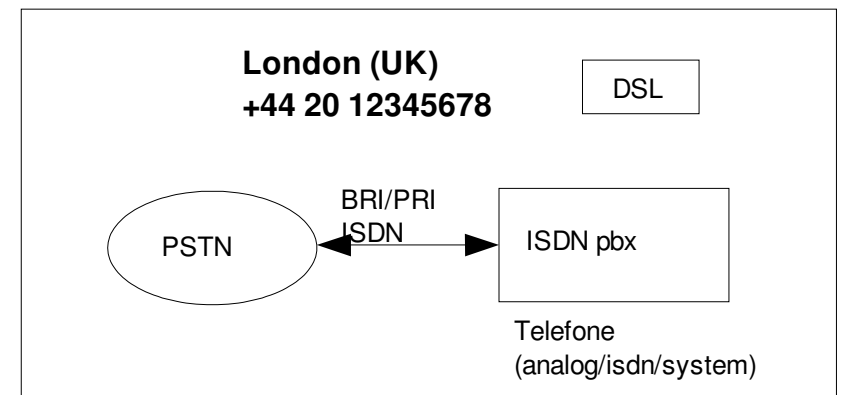 London (UK)
+44 20 12345678
DSL
BRI/PRI
ISDN
PSTN
ISDN pbx
Telefone
(analog/isdn/system)